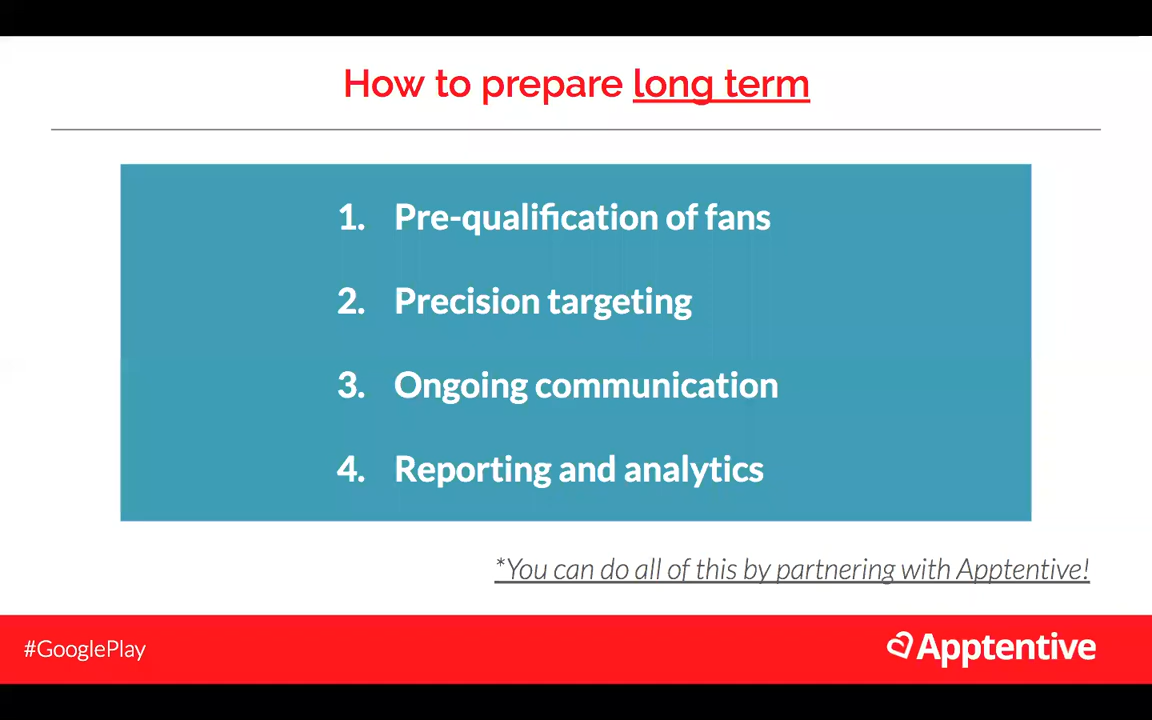 How to prepare long term
1. Pre-qualification of fans
2. Precision targeting
3. Ongoing communication
4. Reporting and analytics
*You can do all of this by partnering with Apptentive!
#GooglePlay
Apptentive